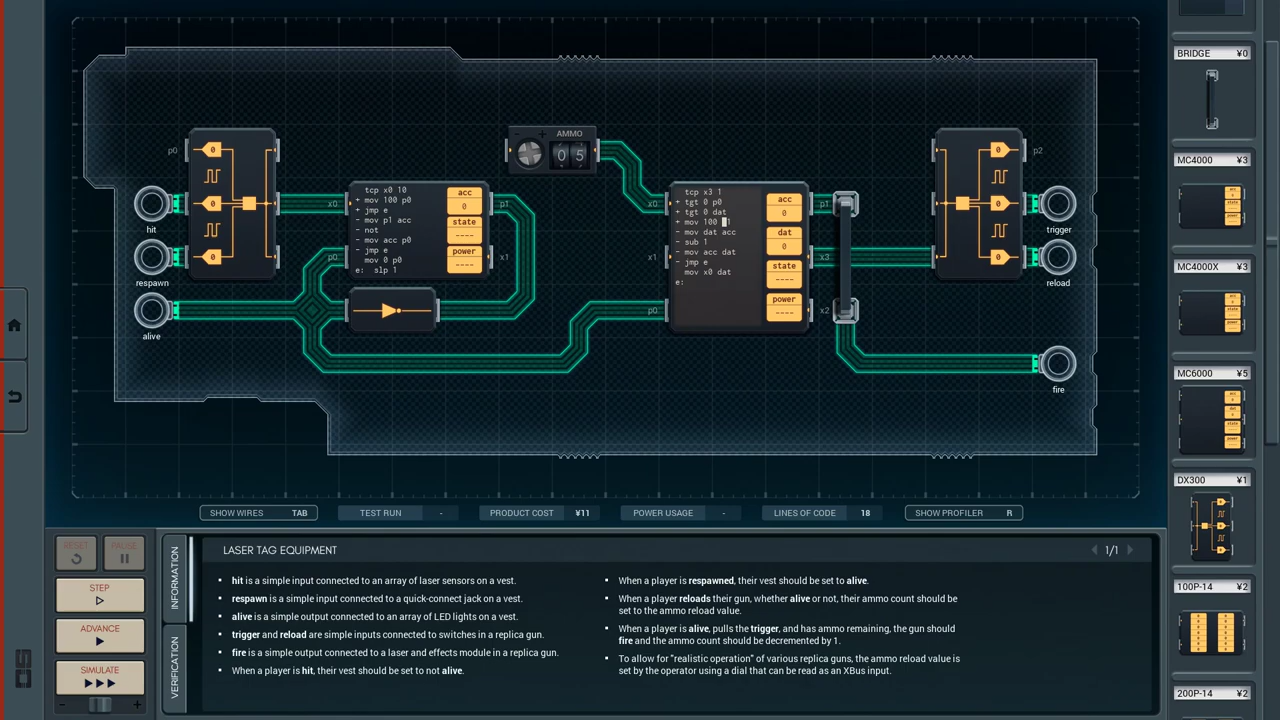 BRIDGE ¥0
AMMO
0 5
p0
0
0
0
hit
respawn
alive
x0
p0
tcp x0 10
+ mov 100 p0
+ jmp e
- mov p1 acc
- not
- mov acc p0
- jmp e
mov 0 p0
e: slp 1
acc
0
state
----
power
----
p1
x1
x0
x1
p0
tcp x3 1
+ tgt 0 p0
+ tgt 0 dat
+ mov 100 p1
- mov dat acc
- sub 1
- mov acc dat
- jmp e
mov x0 dat
e:
acc
0
dat
0
state
----
power
----
p1
x3
x2
0
0
0
p2
trigger
reload
fire
MC4000 ¥3
MC4000X ¥3
MC6000 ¥5
DX300 ¥1
100P-14 ¥2
200P-14 ¥2
SHOW WIRES TAB
TEST RUN -
PRODUCT COST ¥11
POWER USAGE -
LINES OF CODE 18
SHOW PROFILER R
RESET
PAUSE
STEP
ADVANCE
SIMULATE
- +
INFORMATION
VERIFICATION
LASER TAG EQUIPMENT
1/1
▪ hit is a simple input connected to an array of laser sensors on a vest.
▪ respawn is a simple input connected to a quick-connect jack on a vest.
▪ alive is a simple output connected to an array of LED lights on a vest.
▪ trigger and reload are simple inputs connected to switches in a replica gun.
▪ fire is a simple output connected to a laser and effects module in a replica gun.
▪ When a player is hit, their vest should be set to not alive.
▪ When a player is respawned, their vest should be set to alive.
▪ When a player reloads their gun, whether alive or not, their ammo count should be
set to the ammo reload value.
▪ When a player is alive, pulls the trigger, and has ammo remaining, the gun should
fire and the ammo count should be decremented by 1.
▪ To allow for "realistic operation" of various replica guns, the ammo reload value is
set by the operator using a dial that can be read as an XBus input.